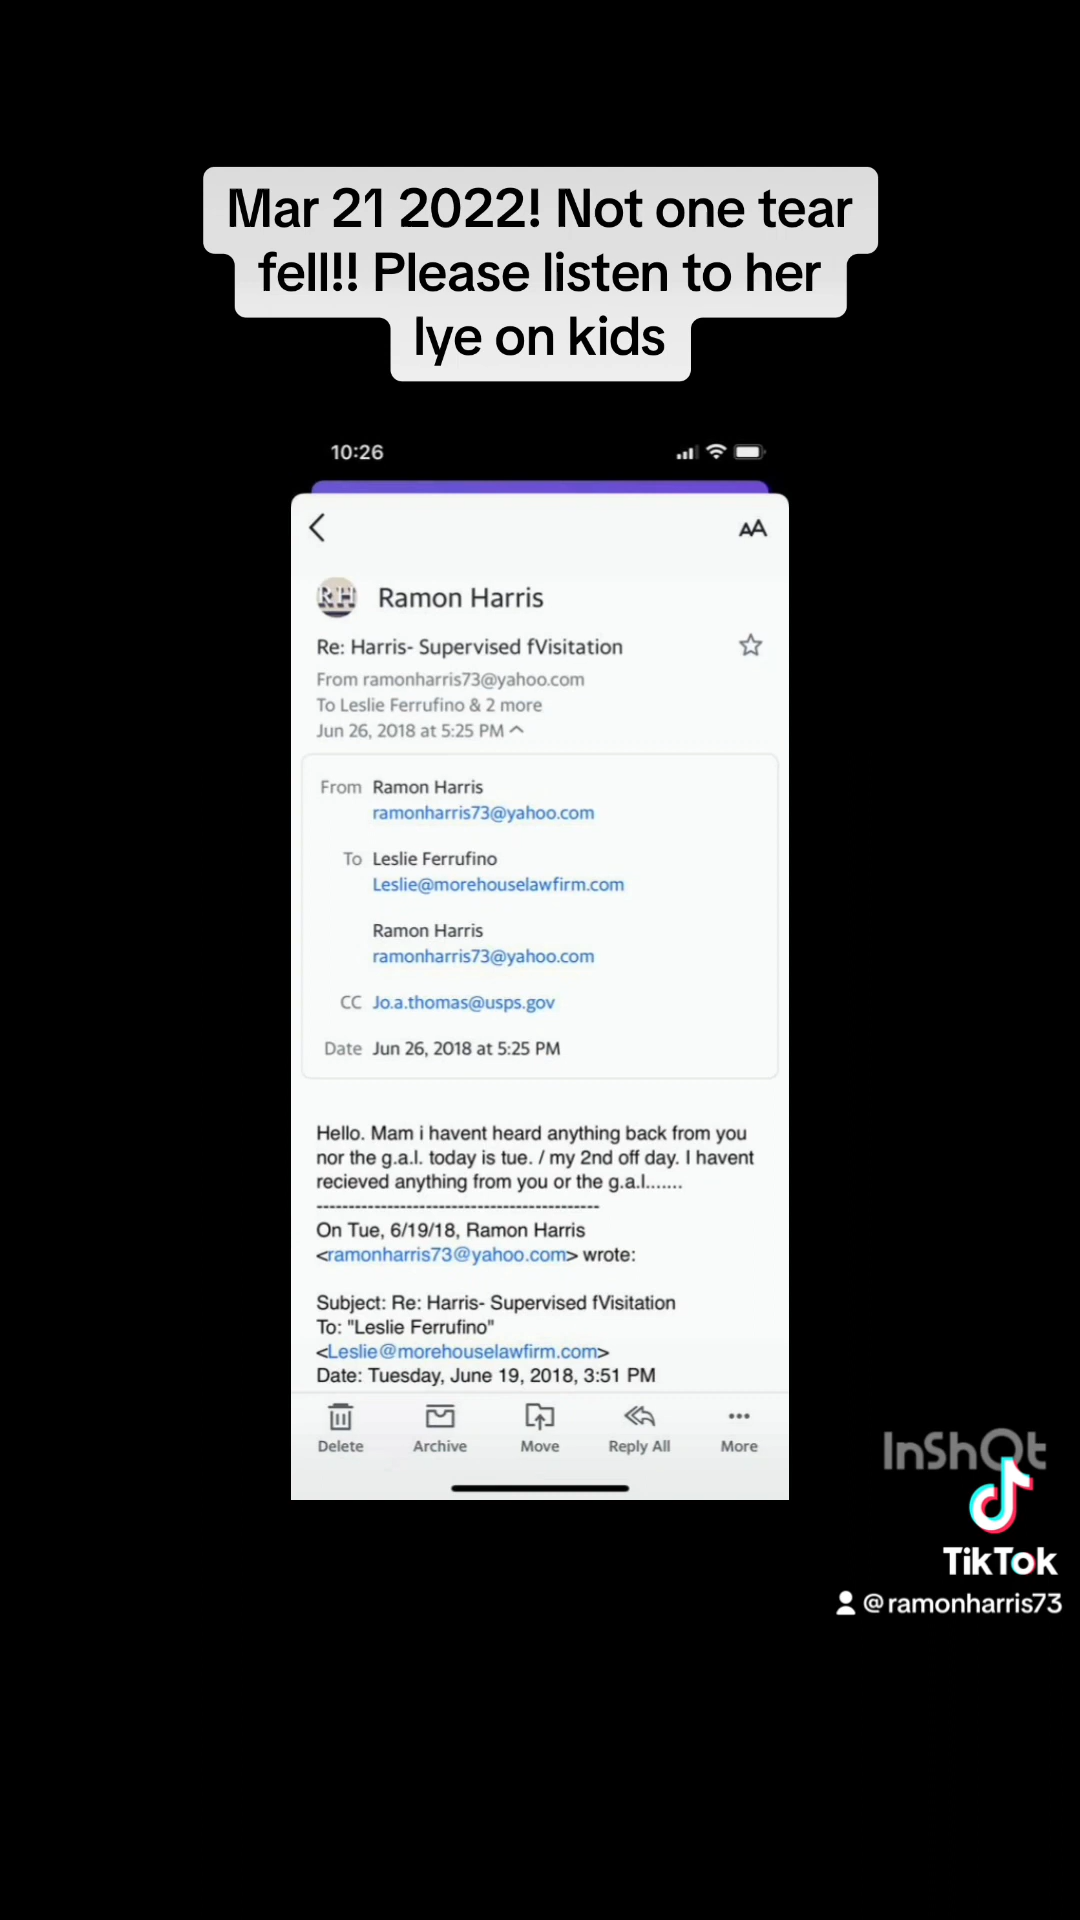 Mar 21 2022! Not one tear
fell!! Please listen to her
lye on kids
10:26
AA
RH
Ramon Harris
Re: Harris- Supervised fVisitation
From ramonharris73@yahoo.com
To Leslie Ferrufino & 2 more
Jun 26, 2018 at 5:25 PM
From Ramon Harris
ramonharris73@yahoo.com
To Leslie Ferrufino
Leslie@morehouselawfirm.com
Ramon Harris
ramonharris73@yahoo.com
CC Jo.a.thomas@usps.gov
Date Jun 26, 2018 at 5:25 PM
Hello. Mam i havent heard anything back from you
nor the g.a.l. today is tue. / my 2nd off day. I havent
recieved anything from you or the g.a.l.......
--------------------------------------------
On Tue, 6/19/18, Ramon Harris
<ramonharris73@yahoo.com> wrote:
Subject: Re: Harris- Supervised fVisitation
To: "Leslie Ferrufino"
<Leslie@morehouselawfirm.com>
Date: Tuesday, June 19, 2018, 3:51 PM
Delete Archive Move Reply All More
InShOt
TikTok
@ramonharris73